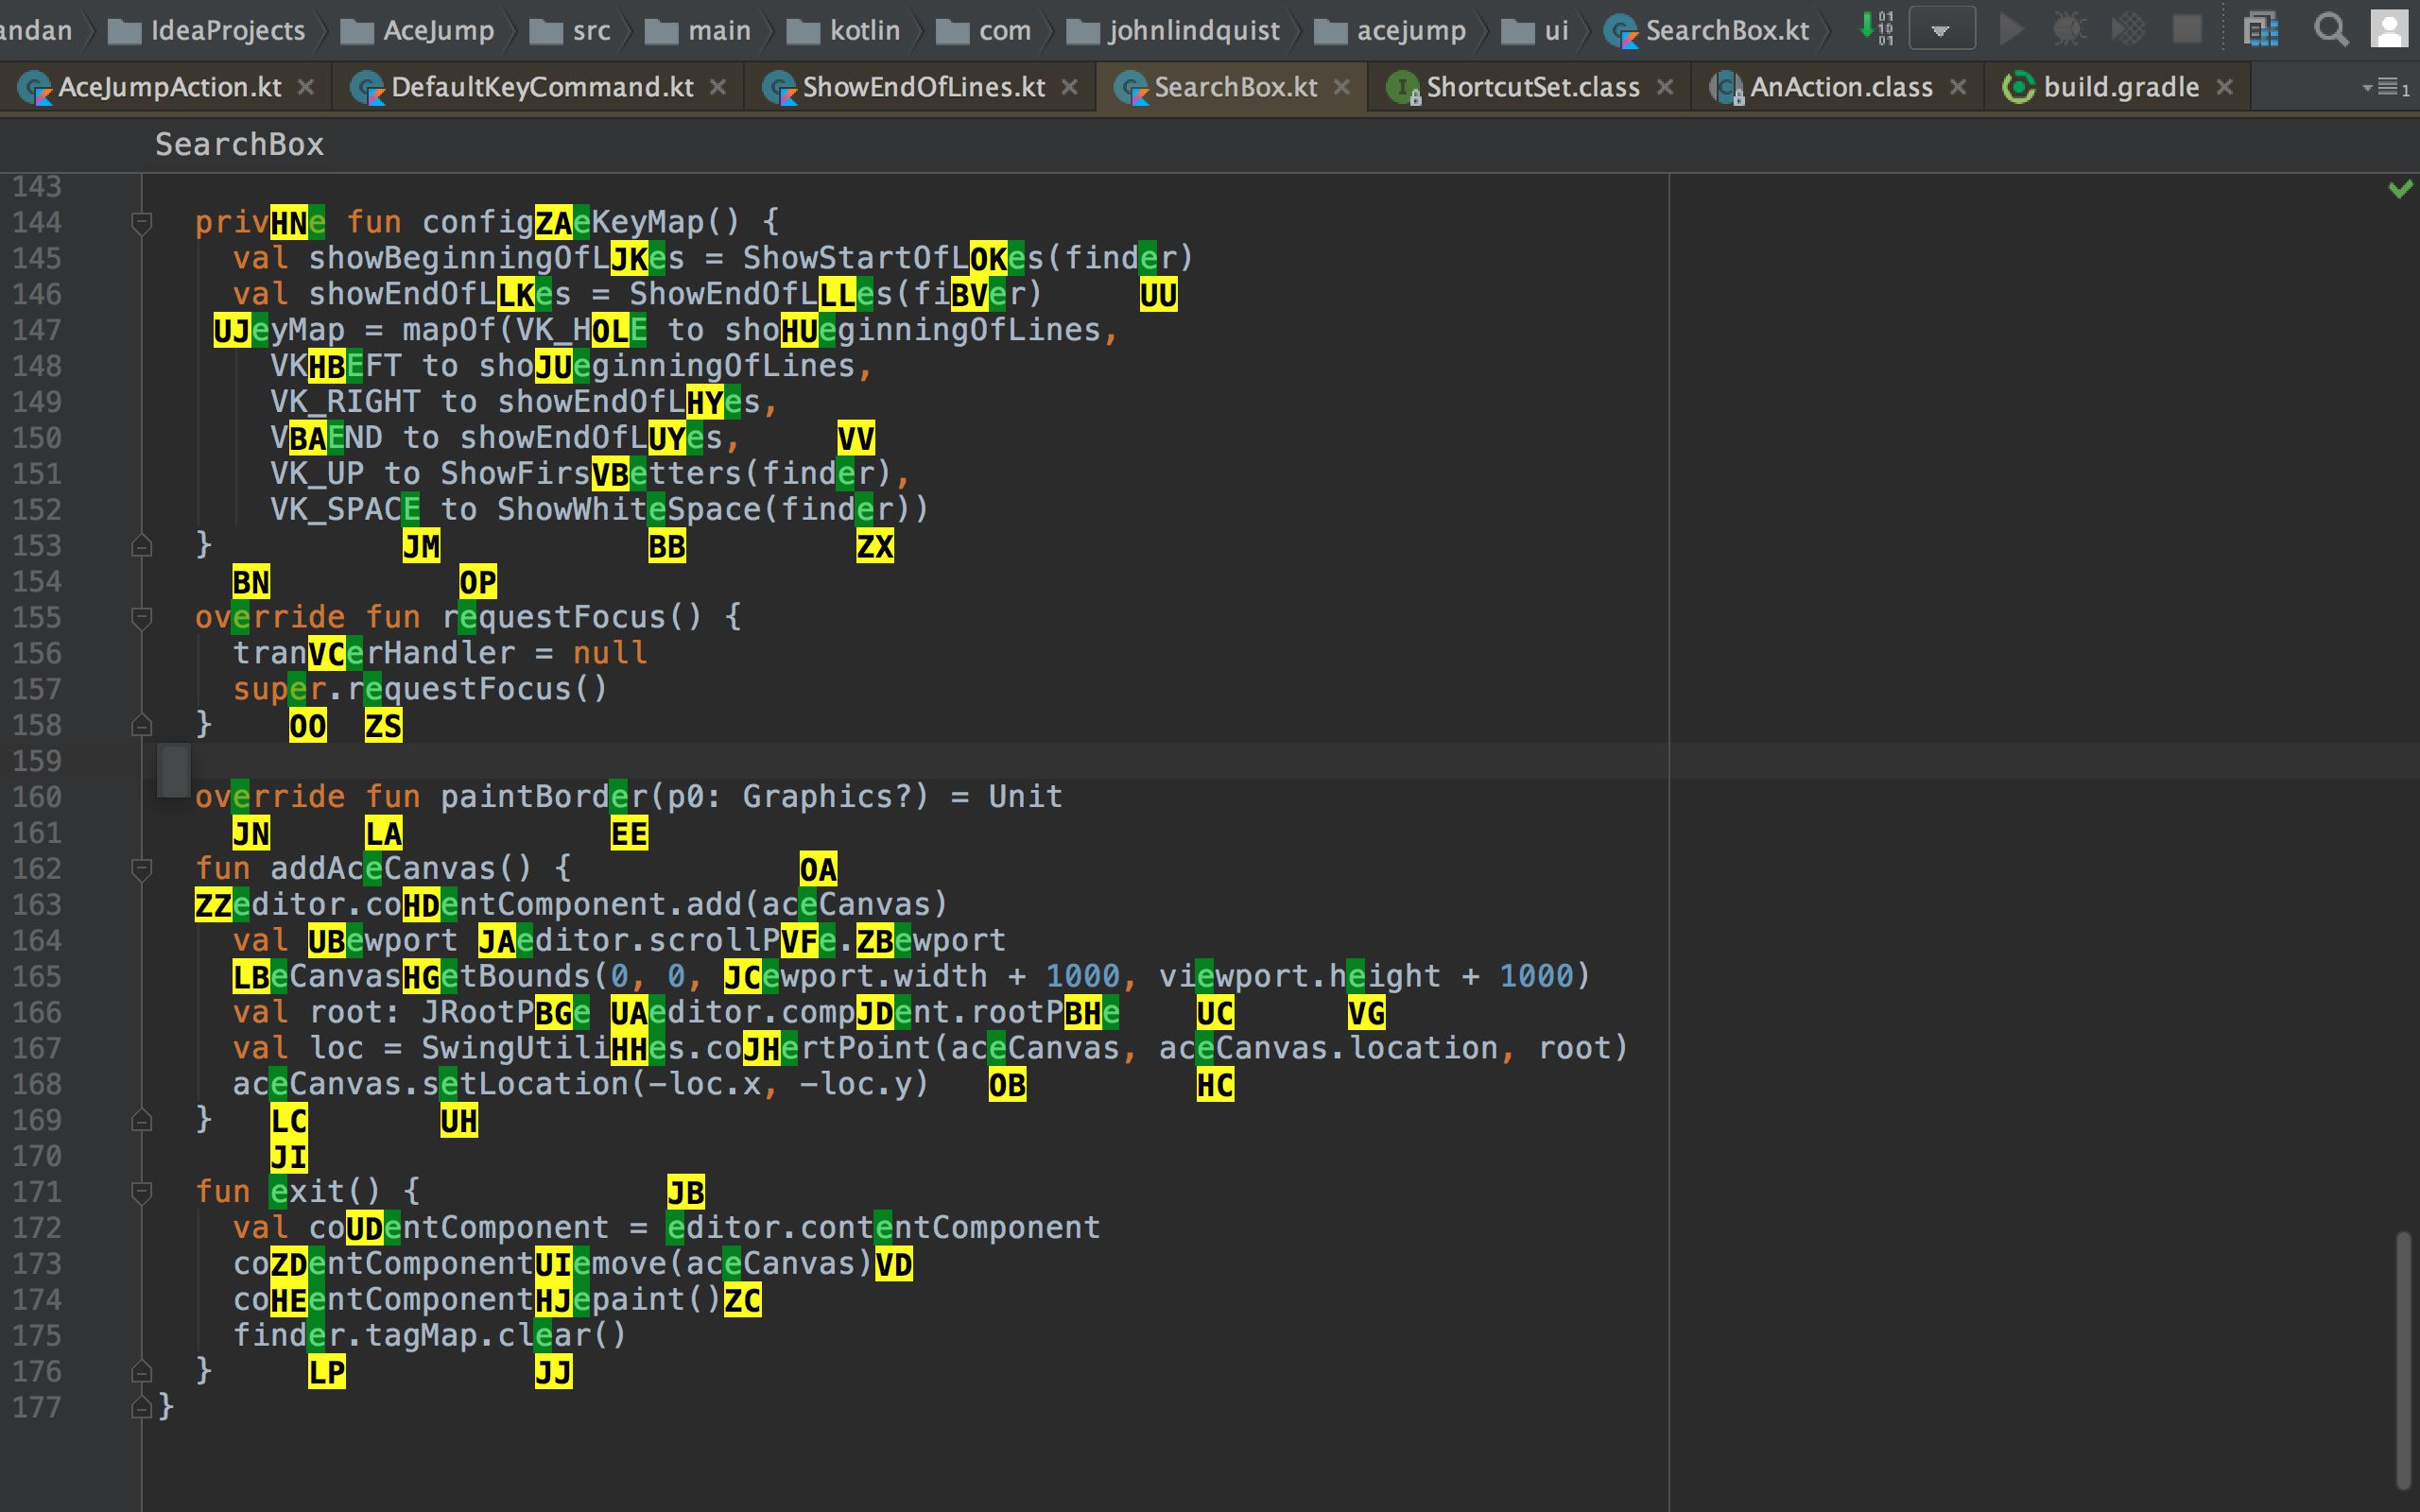 andan IdeaProjects AceJump src main kotlin com johnlindquist acejump ui SearchBox.kt
AceJumpAction.kt DefaultKeyCommand.kt ShowEndOfLines.kt SearchBox.kt ShortcutSet.class AnAction.class build.gradle 1
SearchBox
143
144 privHNe fun configZAeKeyMap() {
145 val showBeginningOfLJKes = ShowStartOfLOKes(finder)
146 val showEndOfLLKes = ShowEndOfLLLes(fiBVer) UU
147 UJeyMap = mapOf(VK_HOLE to shoHUeginningOfLines,
148 VKHBEFT to shoJUeginningOfLines,
149 VK_RIGHT to showEndOfLHYes,
150 VBAEND to showEndOfLUYes, VV
151 VK_UP to ShowFirsVBetters(finder),
152 VK_SPACE to ShowWhiteSpace(finder))
153 } JM BB ZX
154 BN OP
155 override fun requestFocus() {
156 tranVCerHandler = null
157 super.requestFocus()
158 } OO ZS
159
160 override fun paintBorder(p0: Graphics?) = Unit
161 JN LA EE
162 fun addAceCanvas() { OA
163 ZZeditor.coHDentComponent.add(aceCanvas)
164 val UBewport JAeditor.scrollPVFe.ZBewport
165 LBeCanvasHGetBounds(0, 0, JCewport.width + 1000, viewport.height + 1000)
166 val root: JRootPBGe UAeditor.compJDent.rootPBHe UC VG
167 val loc = SwingUtiliHHes.coJHertPoint(aceCanvas, aceCanvas.location, root)
168 aceCanvas.setLocation(-loc.x, -loc.y) OB HC
169 } LC UH
170 JI
171 fun exit() { JB
172 val coUDentComponent = editor.contentComponent
173 coZDentComponentUIemove(aceCanvas)VD
174 coHEentComponentHJepaint()ZC
175 finder.tagMap.clear()
176 } LP JJ
177 }